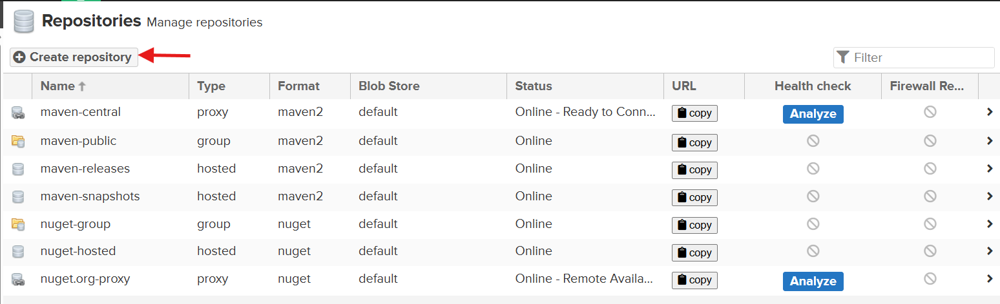 Repositories Manage repositories
Create repository Filter
Name Type Format Blob Store Status URL Health check Firewall Re...
maven-central proxy maven2 default Online - Ready to Conn... copy Analyze
maven-public group maven2 default Online copy
maven-releases hosted maven2 default Online copy
maven-snapshots hosted maven2 default Online copy
nuget-group group nuget default Online copy
nuget-hosted hosted nuget default Online copy
nuget.org-proxy proxy nuget default Online - Remote Availa... copy Analyze